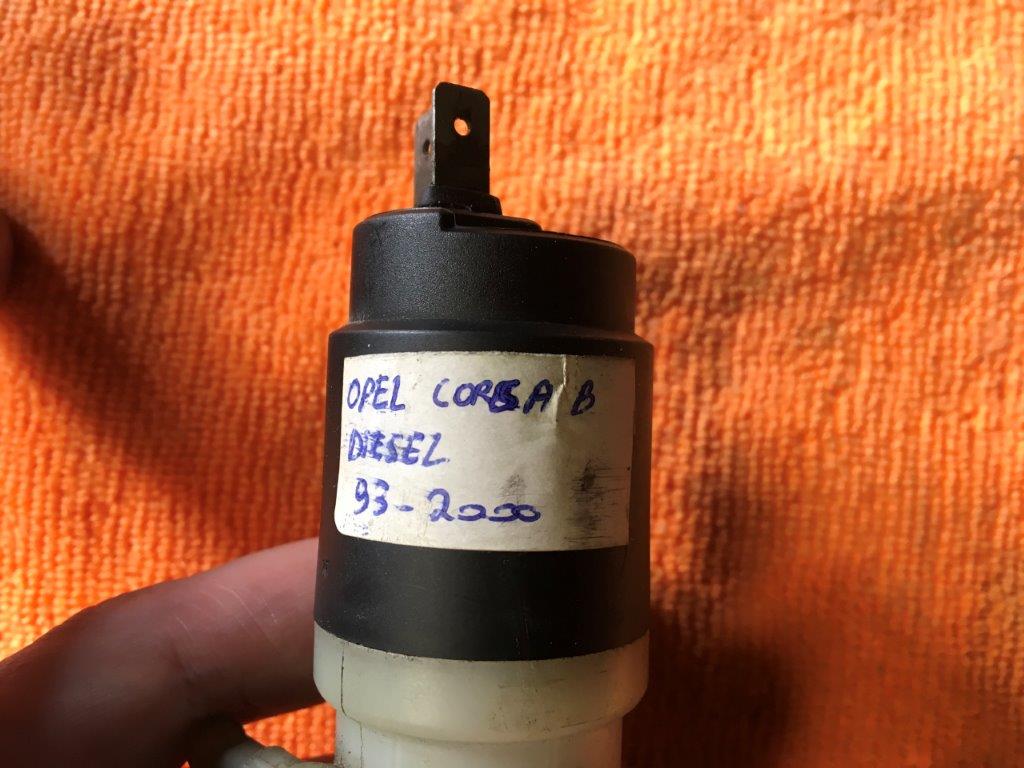 OPEL CORSA B
DIESEL
93-2000